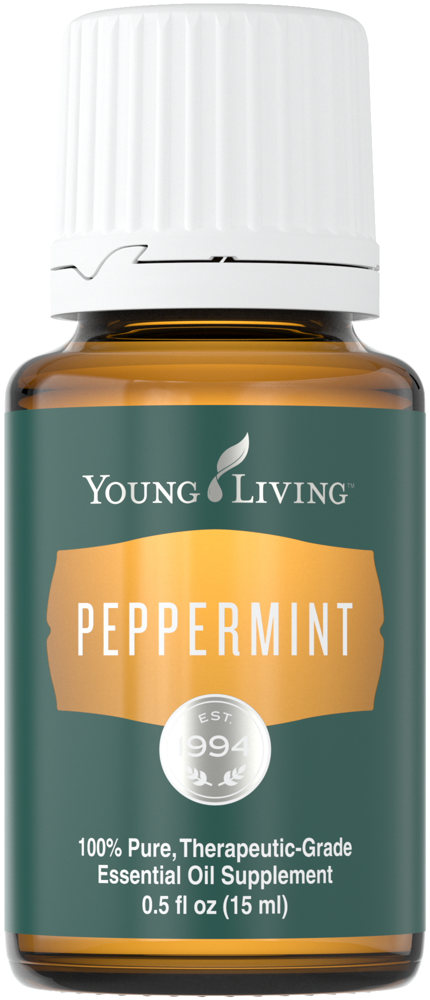 YOUNG LIVING™
PEPPERMINT
EST.
1994
100% Pure, Therapeutic-Grade
Essential Oil Supplement
0.5 fl oz (15 ml)